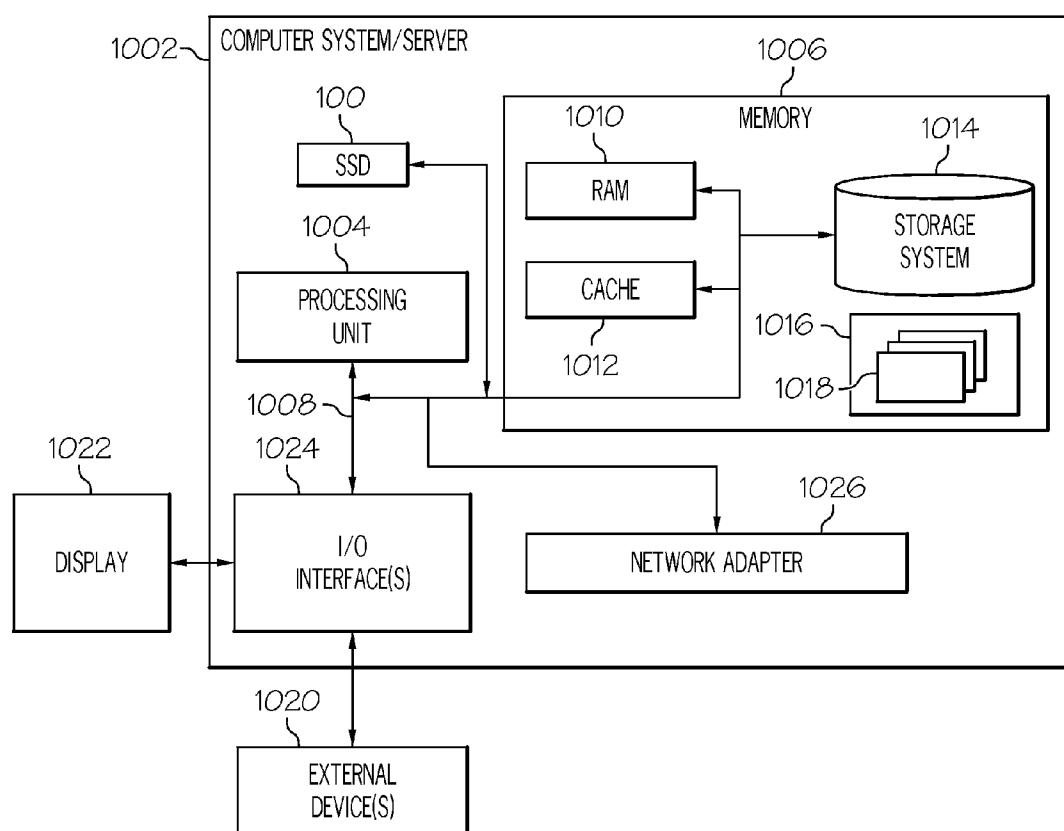 1002
COMPUTER SYSTEM/SERVER
1006
100
SSD
MEMORY
1010
RAM
1014
STORAGE
SYSTEM
1004
PROCESSING
UNIT
CACHE
1012
1016
1018
1008
1022
1024
DISPLAY
I/O
INTERFACE(S)
1026
NETWORK ADAPTER
1020
EXTERNAL
DEVICE(S)